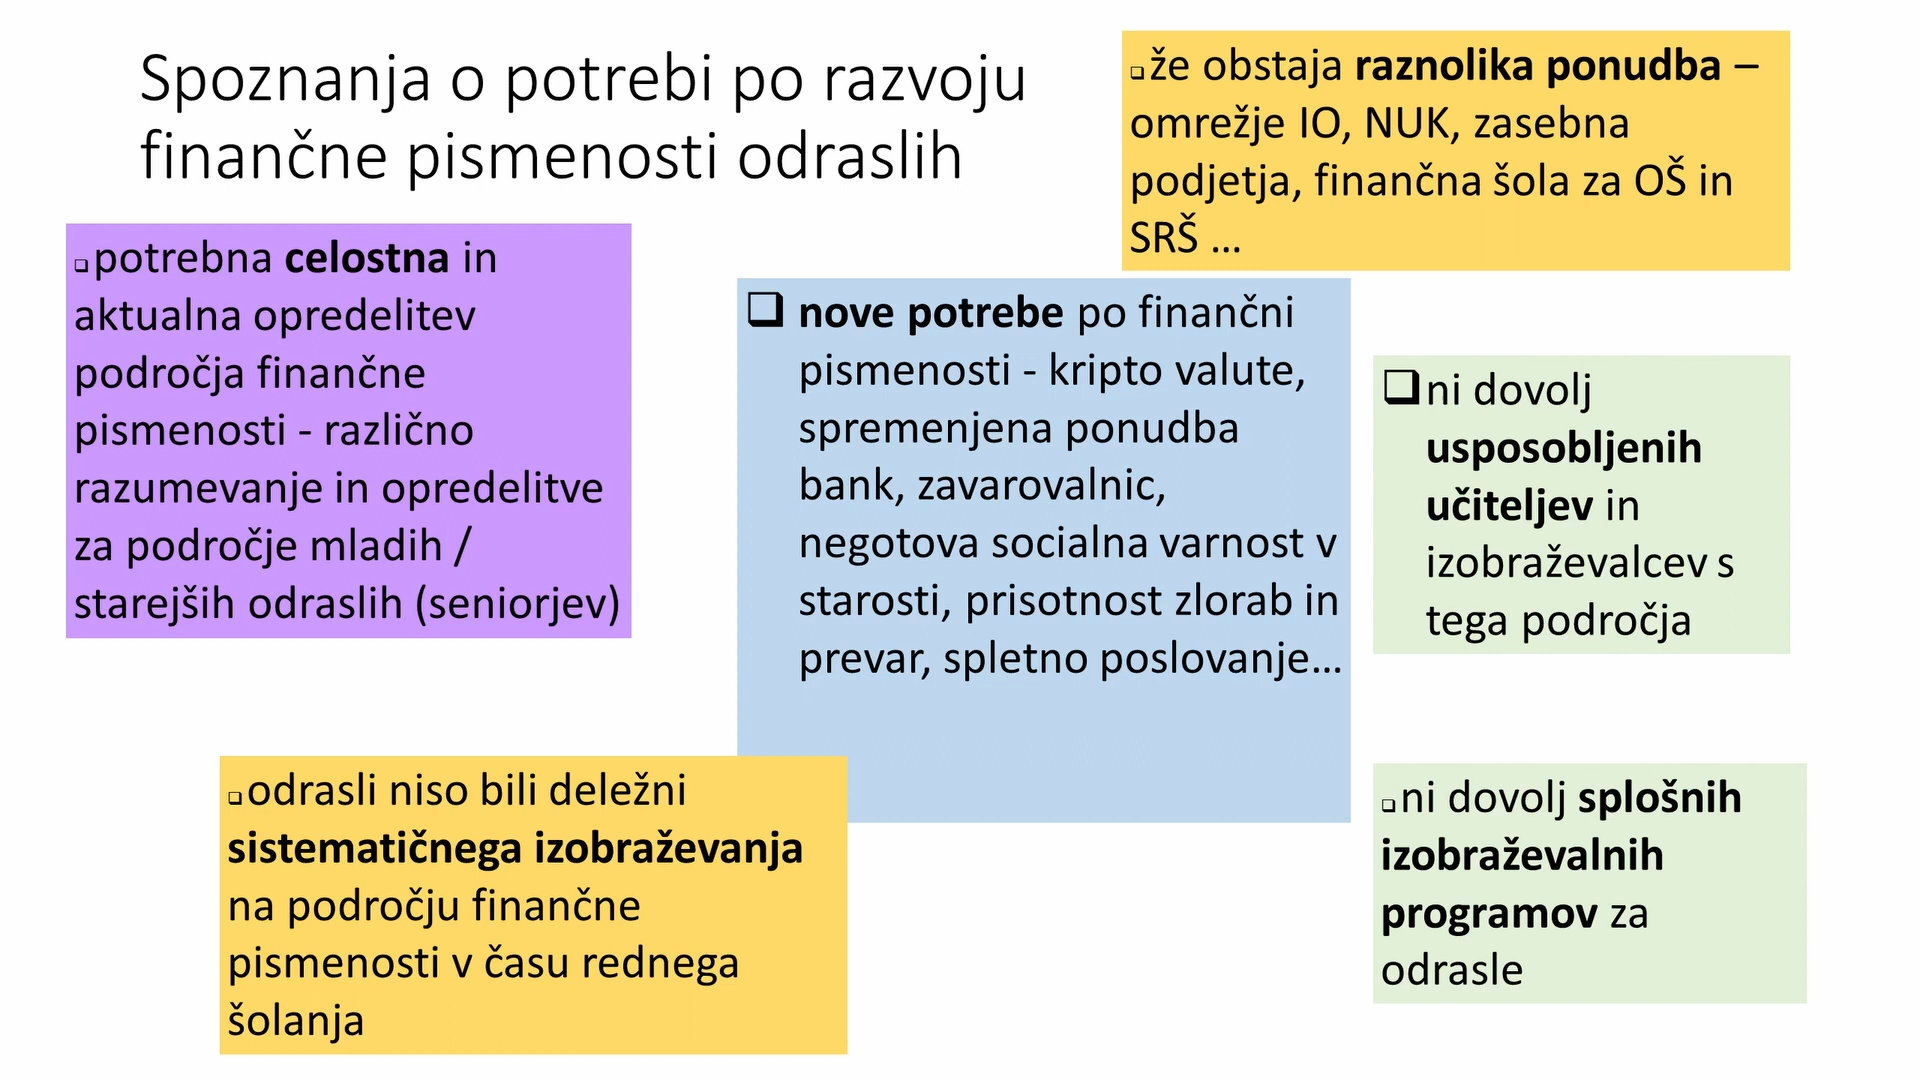 Spoznanja o potrebi po razvoju
finančne pismenosti odraslih
❑že obstaja raznolika ponudba –
omrežje IO, NUK, zasebna
podjetja, finančna šola za OŠ in
SRŠ ...
❑potrebna celostna in
aktualna opredelitev
področja finančne
pismenosti - različno
razumevanje in opredelitve
za področje mladih /
starejših odraslih (seniorjev)
❑ nove potrebe po finančni
pismenosti - kripto valute,
spremenjena ponudba
bank, zavarovalnic,
negotova socialna varnost v
starosti, prisotnost zlorab in
prevar, spletno poslovanje...
❑ni dovolj
usposobljenih
učiteljev in
izobraževalcev s
tega področja
❑odrasli niso bili deležni
sistematičnega izobraževanja
na področju finančne
pismenosti v času rednega
šolanja
❑ni dovolj splošnih
izobraževalnih
programov za
odrasle